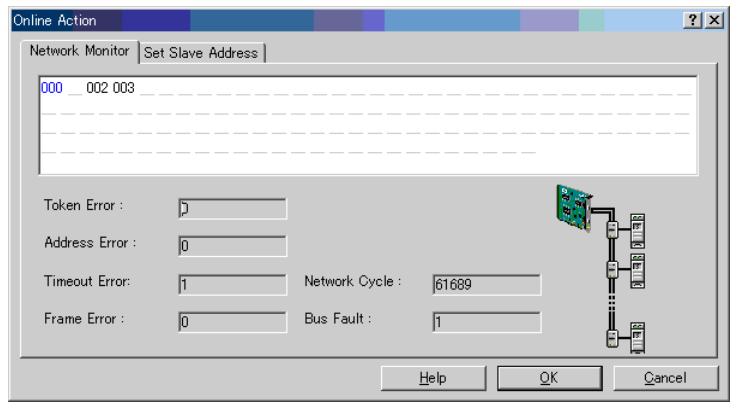 Online Action
Network Monitor Set Slave Address
000 __ 002 003
Token Error :
Address Error : 0
Timeout Error: 1 Network Cycle : 61689
Frame Error : 0 Bus Fault : 1
Help OK Cancel